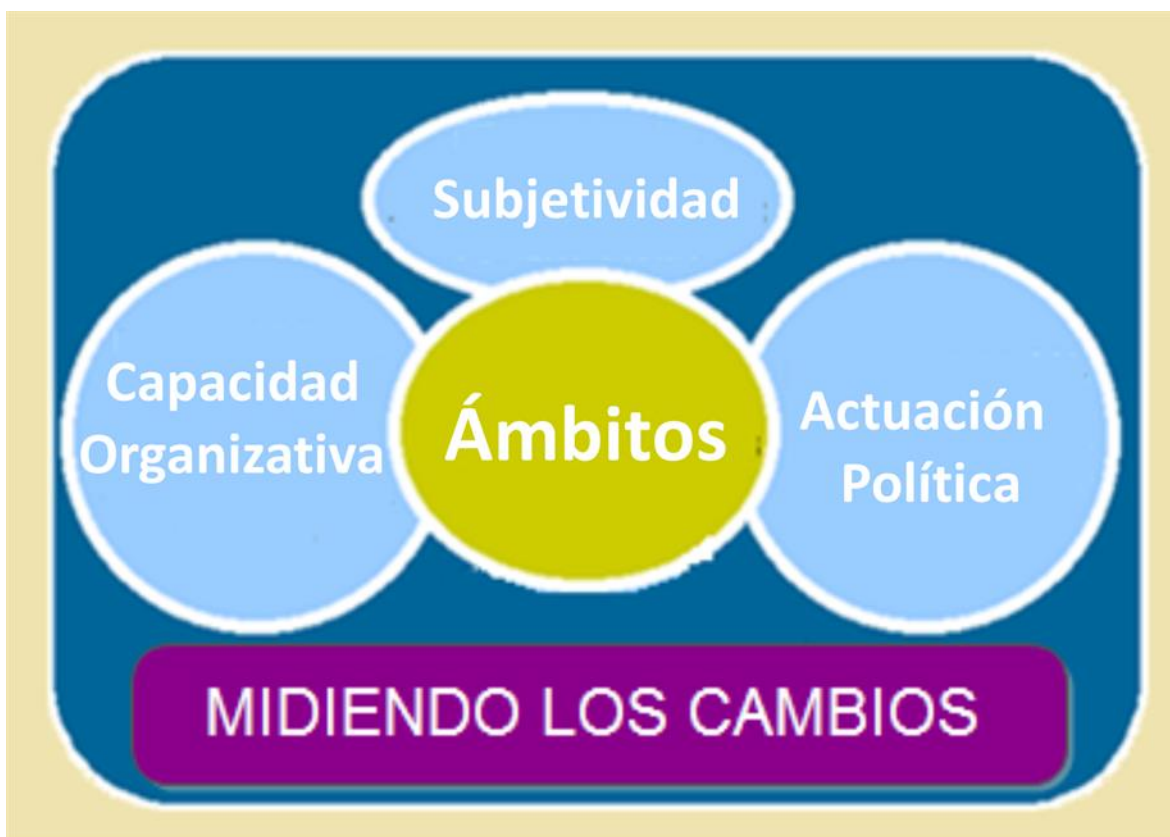 Subjetividad
Capacidad
Organizativa
Ámbitos
Actuación
Política
MIDIENDO LOS CAMBIOS